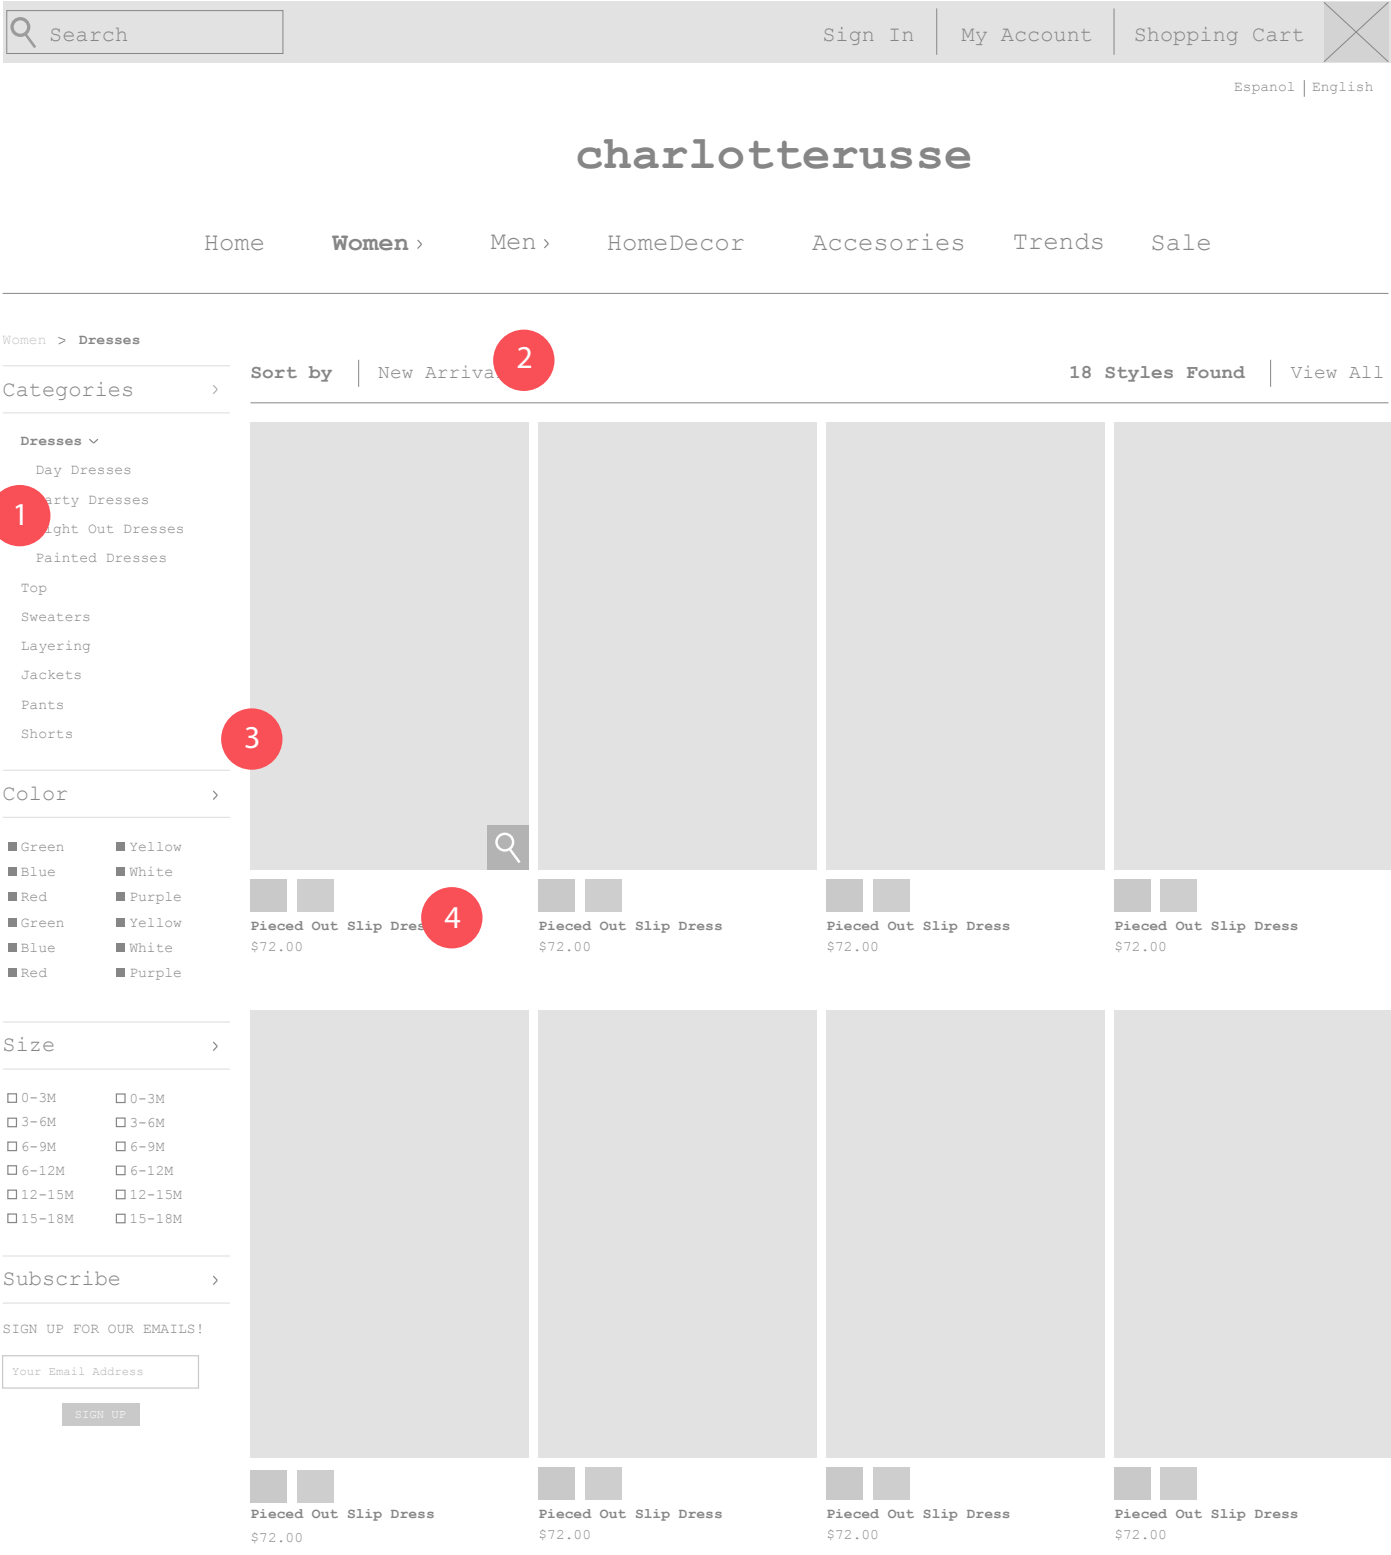 Search
Sign In
My Account
Shopping Cart
Espanol | English
charlotterusse
Home
Women ›
Men ›
HomeDecor
Accesories
Trends
Sale
Women > Dresses
Categories >
Dresses
Day Dresses
arty Dresses
1
ght Out Dresses
Painted Dresses
Top
Sweaters
Layering
Jackets
Pants
Shorts
Color >
Green
Yellow
Blue
White
Red
Purple
Green
Yellow
Blue
White
Red
Purple
Size >
0-3M
0-3M
3-6M
3-6M
6-9M
6-9M
6-12M
6-12M
12-15M
12-15M
15-18M
15-18M
Subscribe >
SIGN UP FOR OUR EMAILS!
Your Email Address
SIGN UP
Sort by
New Arriva
2
18 Styles Found
View All
3
4
Pieced Out Slip Dres
$72.00
Pieced Out Slip Dress
$72.00
Pieced Out Slip Dress
$72.00
Pieced Out Slip Dress
$72.00
Pieced Out Slip Dress
$72.00
Pieced Out Slip Dress
$72.00
Pieced Out Slip Dress
$72.00
Pieced Out Slip Dress
$72.00